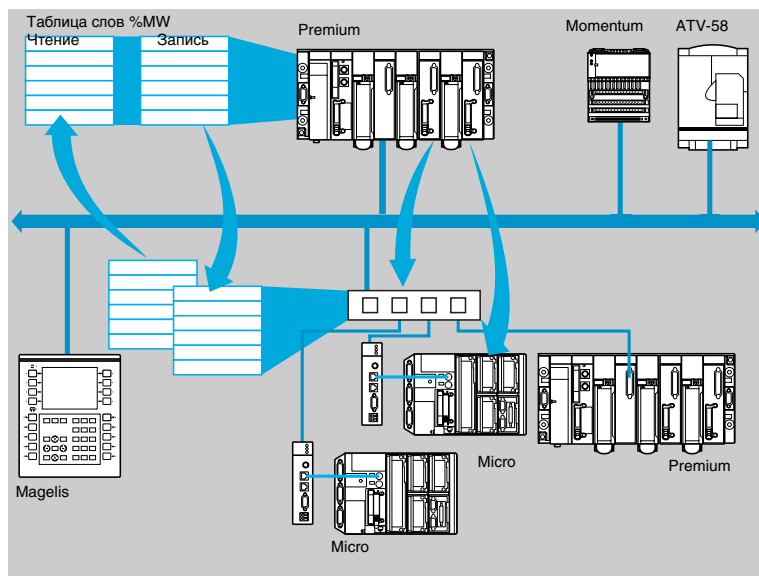 Таблица слов %MW
Чтение Запись
Premium
Momentum
ATV-58
Micro
Premium
Magelis
Micro